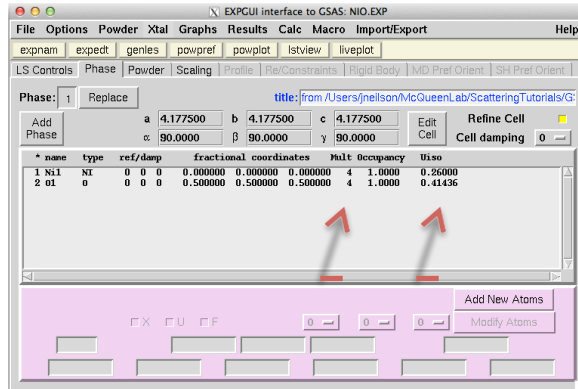 EXPGUI interface to GSAS: NIO.EXP
File Options Powder Xtal Graphs Results Calc Macro Import/Export Help
expnam expedt genles powpref powplot lstview liveplot
LS Controls Phase Powder Scaling Profile Re/Constraints Rigid Body MD Pref Orient SH Pref Orient
Phase: 1 Replace title: from /Users/jneilson/McQueenLab/ScatteringTutorials/G
Add Phase a 4.177500 b 4.177500 c 4.177500 Edit Cell Refine Cell
α 90.0000 β 90.0000 γ 90.0000 Cell damping 0
* name type ref/damp fractional coordinates Mult Occupancy Uiso
1 Ni1 NI 0 0 0 0.000000 0.000000 0.000000 4 1.0000 0.26000
2 O1 O 0 0 0 0.500000 0.500000 0.500000 4 1.0000 0.41436
Add New Atoms
X U F 0 0 0 Modify Atoms